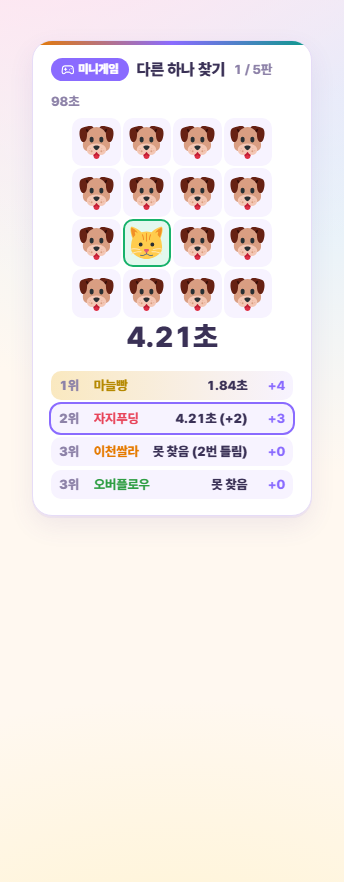 미니게임 다른 하나 찾기 1 / 5판
98초
4.21초
1위 마늘빵 1.84초 +4
2위 자지푸딩 4.21초 (+2) +3
3위 이천쌀라 못 찾음 (2번 틀림) +0
3위 오버플로우 못 찾음 +0